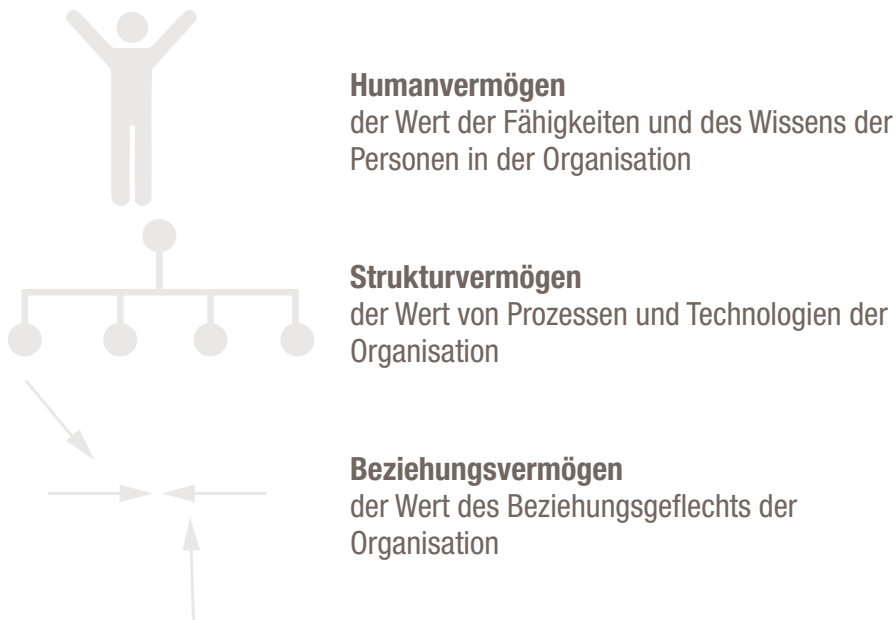 Humanvermögen
der Wert der Fähigkeiten und des Wissens der
Personen in der Organisation
Strukturvermögen
der Wert von Prozessen und Technologien der
Organisation
Beziehungsvermögen
der Wert des Beziehungsgeflechts der
Organisation